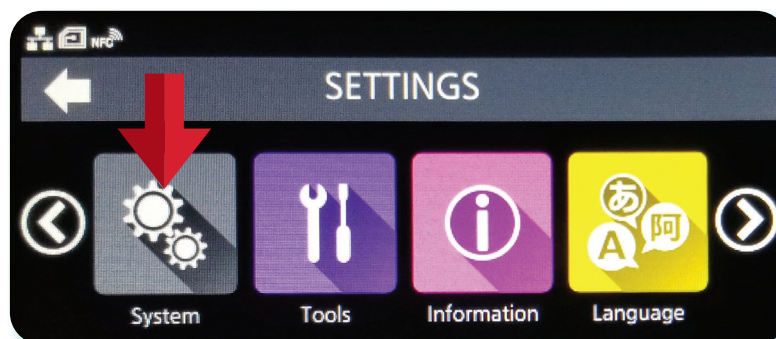 NFC
SETTINGS
あ
阿
A
System
Tools
Information
Language